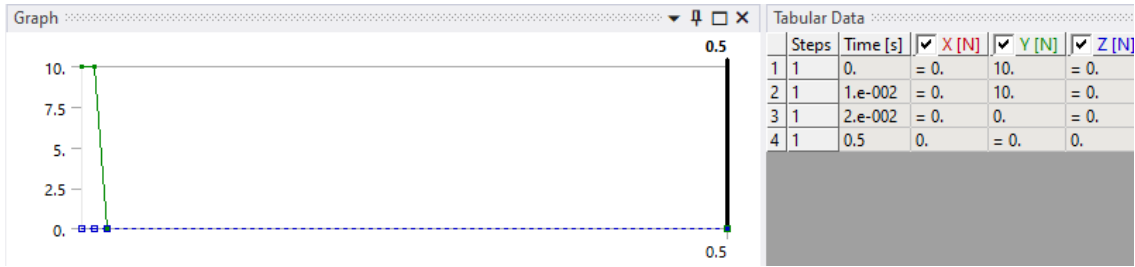 Graph
0.5
10.
7.5
5.
2.5
0.
0.5
Tabular Data
Steps Time [s] X [N] Y [N] Z [N]
1 1 0. = 0. 10. = 0.
2 1 1.e-002 = 0. 10. = 0.
3 1 2.e-002 = 0. 0. = 0.
4 1 0.5 0. = 0. 0.